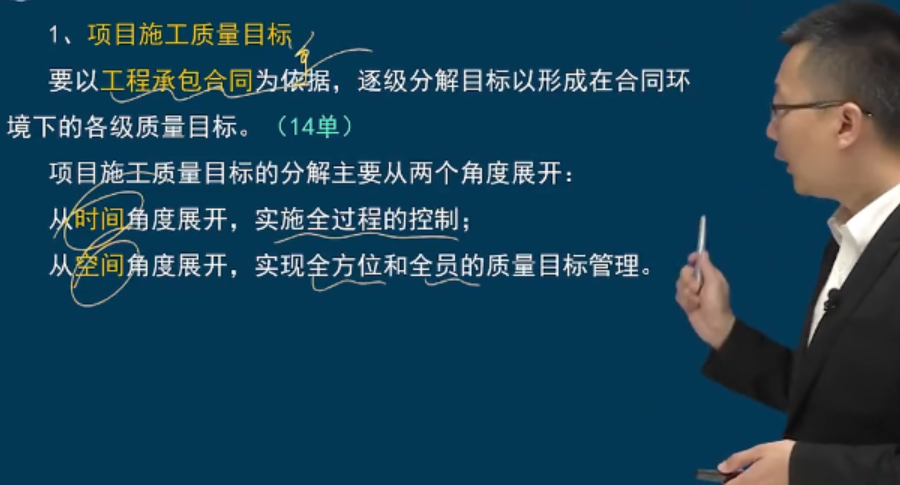 1、项目施工质量目标
要以工程承包合同为依据，逐级分解目标以形成在合同环
境下的各级质量目标。（14单）
项目施工质量目标的分解主要从两个角度展开：
从时间角度展开，实施全过程的控制；
从空间角度展开，实现全方位和全员的质量目标管理。